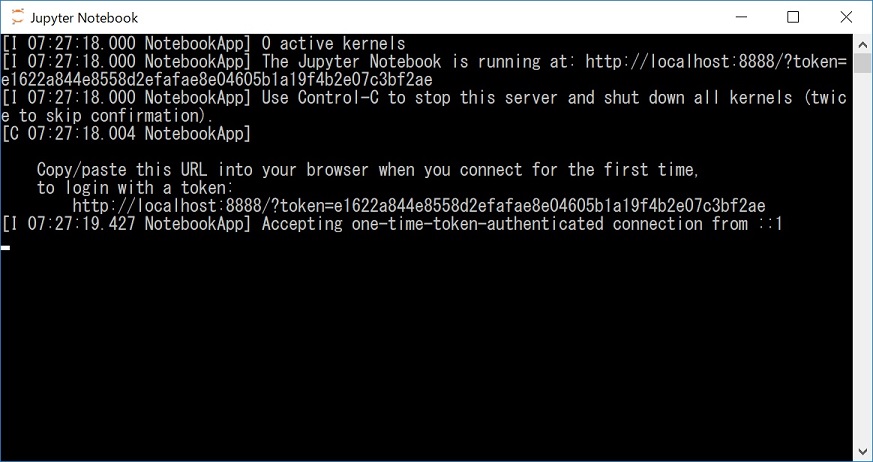 Jupyter Notebook
[I 07:27:18.000 NotebookApp] 0 active kernels
[I 07:27:18.000 NotebookApp] The Jupyter Notebook is running at: http://localhost:8888/?token=
e1622a844e8558d2efafae8e04605b1a19f4b2e07c3bf2ae
[I 07:27:18.000 NotebookApp] Use Control-C to stop this server and shut down all kernels (twic
e to skip confirmation).
[C 07:27:18.004 NotebookApp]
Copy/paste this URL into your browser when you connect for the first time,
to login with a token:
http://localhost:8888/?token=e1622a844e8558d2efafae8e04605b1a19f4b2e07c3bf2ae
[I 07:27:19.427 NotebookApp] Accepting one-time-token-authenticated connection from ::1